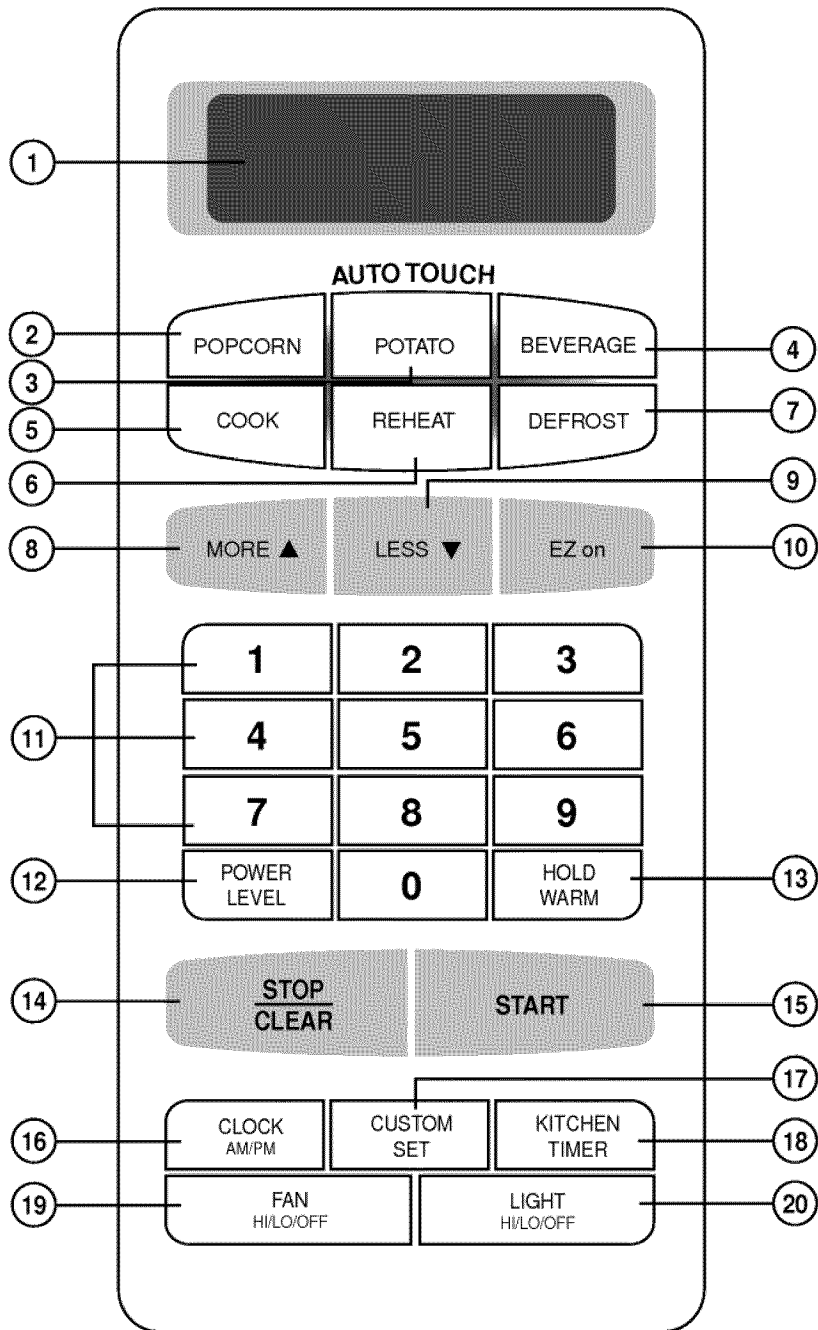 1
AUTO TOUCH
2
POPCORN
POTATO
BEVERAGE
4
3
5
COOK
REHEAT
DEFROST
7
6
9
8
MORE ▲
LESS ▼
EZ on
10
1
2
3
11
4
5
6
7
8
9
12
POWER
LEVEL
0
HOLD
WARM
13
14
STOP
CLEAR
START
15
17
16
CLOCK
AM/PM
CUSTOM
SET
KITCHEN
TIMER
18
19
FAN
HI/LO/OFF
LIGHT
HI/LO/OFF
20